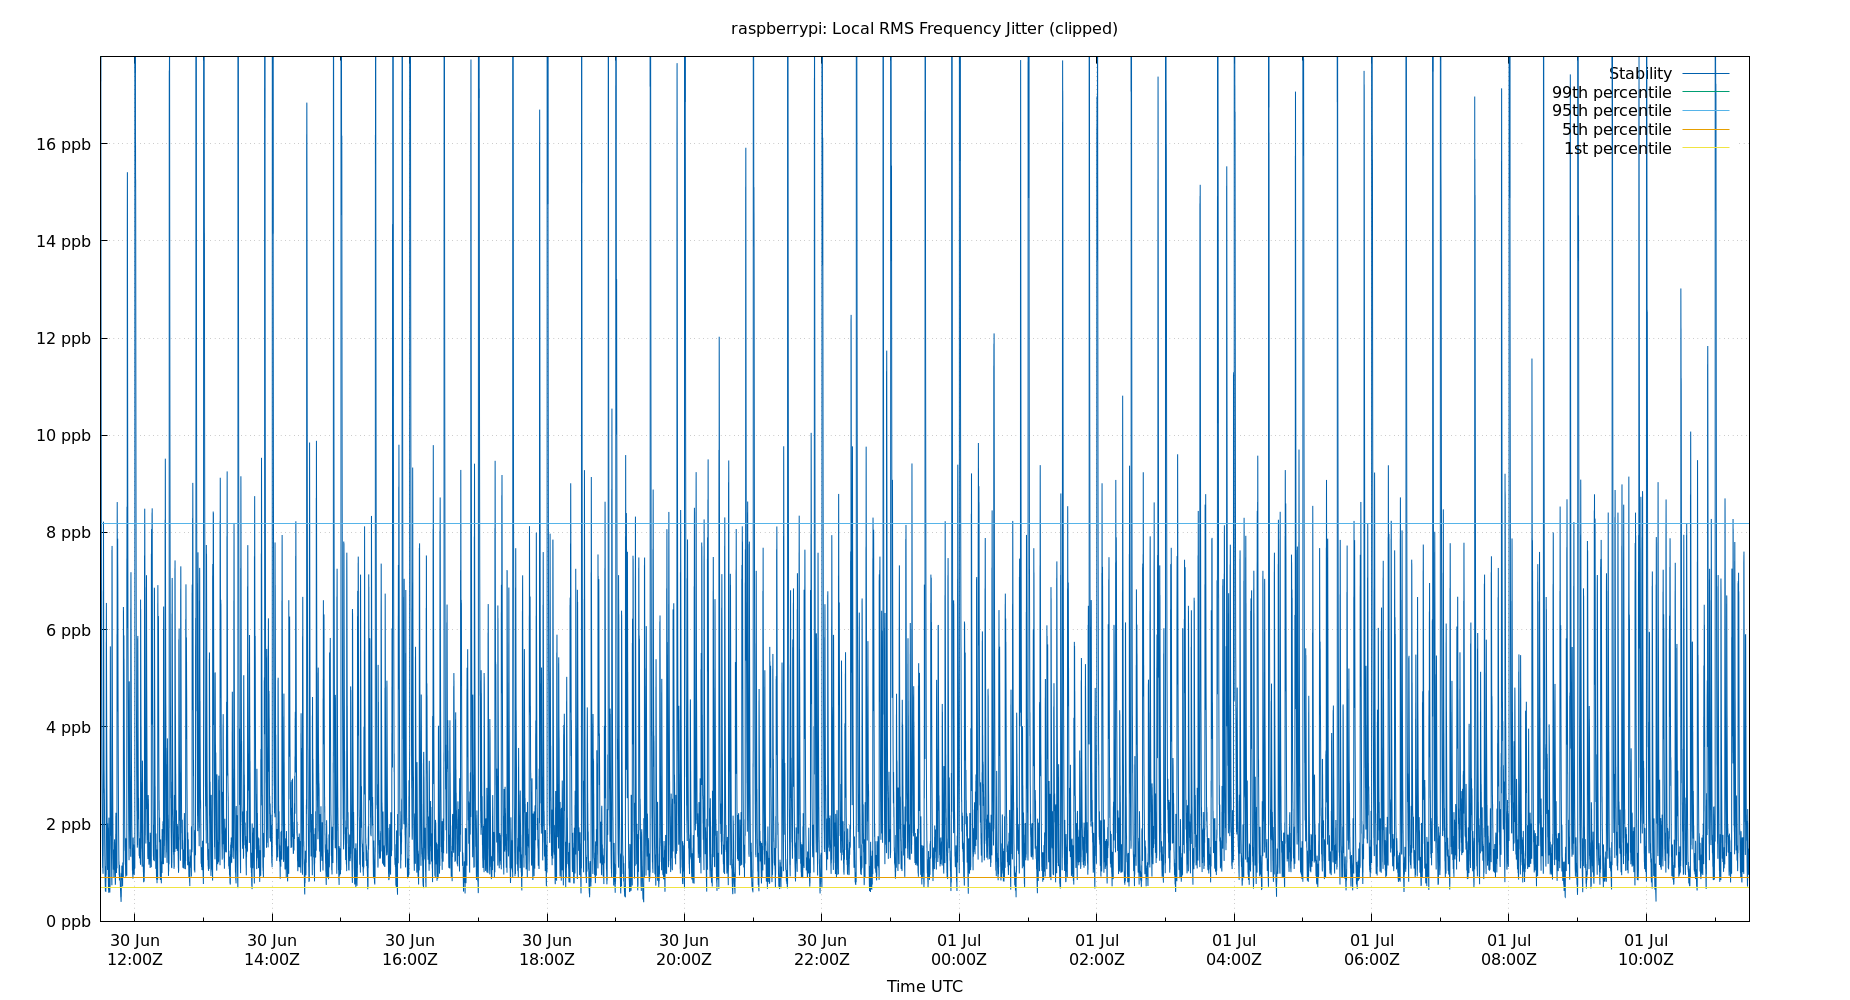 raspberrypi: Local RMS Frequency Jitter (clipped)
Stability
99th percentile
95th percentile
5th percentile
1st percentile
16 ppb
14 ppb
12 ppb
10 ppb
8 ppb
6 ppb
4 ppb
2 ppb
0 ppb
30 Jun 30 Jun 30 Jun 30 Jun 30 Jun 30 Jun 01 Jul 01 Jul 01 Jul 01 Jul 01 Jul 01 Jul
12:00Z 14:00Z 16:00Z 18:00Z 20:00Z 22:00Z 00:00Z 02:00Z 04:00Z 06:00Z 08:00Z 10:00Z
Time UTC